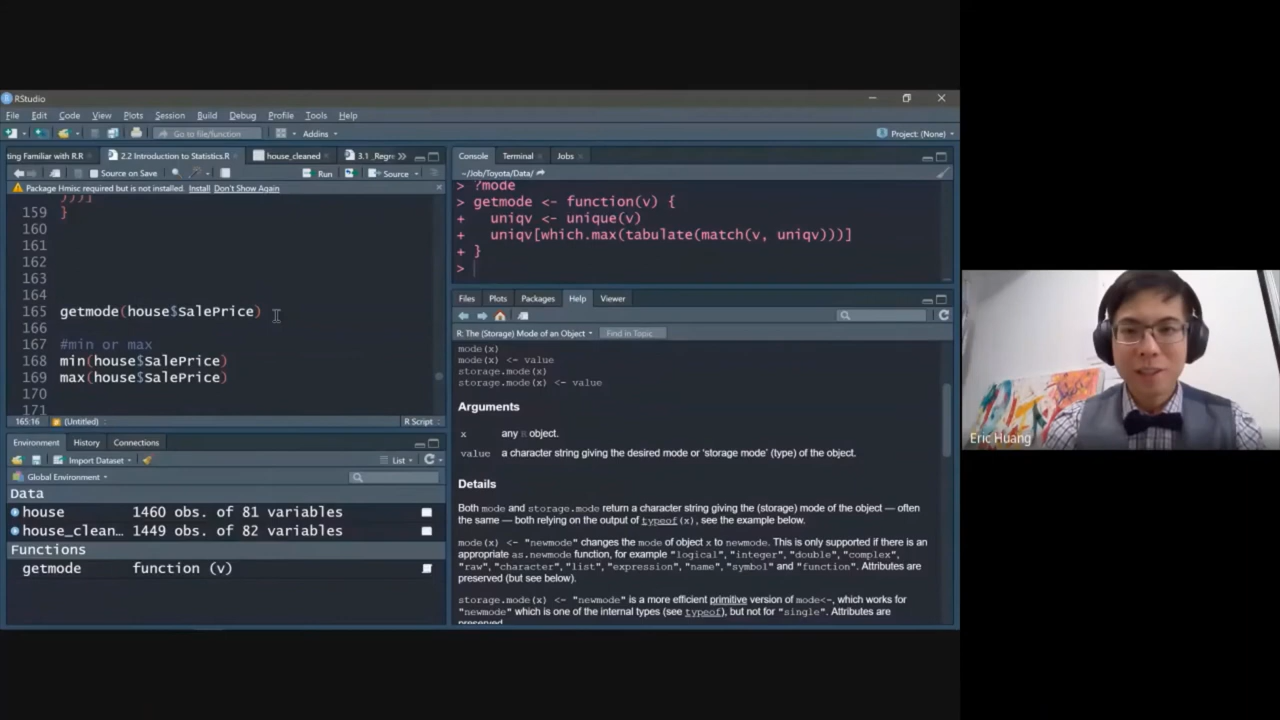 RStudio
File Edit Code View Plots Session Build Debug Profile Tools Help
Go to file/function
Addins
Project: (None)
ting Familiar with R.R
2.2 Introduction to Statistics.R
house_cleaned
3.1 _Regre
Source on Save
Run
Source
Package Hmisc required but is not installed. Install Don't Show Again
)))]
159 }
160
161
162
163
164
165 getmode(house$SalePrice)
166
167 #min or max
168 min(house$SalePrice)
169 max(house$SalePrice)
170
171
165:16 (Untitled) R Script
Environment History Connections
Import Dataset
List
Global Environment
Data
house 1460 obs. of 81 variables
house_clean… 1449 obs. of 82 variables
Functions
getmode function (v)
Console Terminal Jobs
~/Job/Toyota/Data/
> ?mode
> getmode <- function(v) {
+ uniqv <- unique(v)
+ uniqv[which.max(tabulate(match(v, uniqv)))]
+ }
>
Files Plots Packages Help Viewer
R: The (Storage) Mode of an Object Find in Topic
mode(x)
mode(x) <- value
storage.mode(x)
storage.mode(x) <- value
Arguments
x any R object.
value a character string giving the desired mode or ‘storage mode’ (type) of the object.
Details
Both mode and storage.mode return a character string giving the (storage) mode of the object — often
the same — both relying on the output of typeof(x), see the example below.
mode(x) <- "newmode" changes the mode of object x to newmode. This is only supported if there is an
appropriate as.newmode function, for example "logical", "integer", "double", "complex",
"raw", "character", "list", "expression", "name", "symbol" and "function". Attributes are
preserved (but see below).
storage.mode(x) <- "newmode" is a more efficient primitive version of mode<-, which works for
"newmode" which is one of the internal types (see typeof), but not for "single". Attributes are
preserved.
Eric Huang